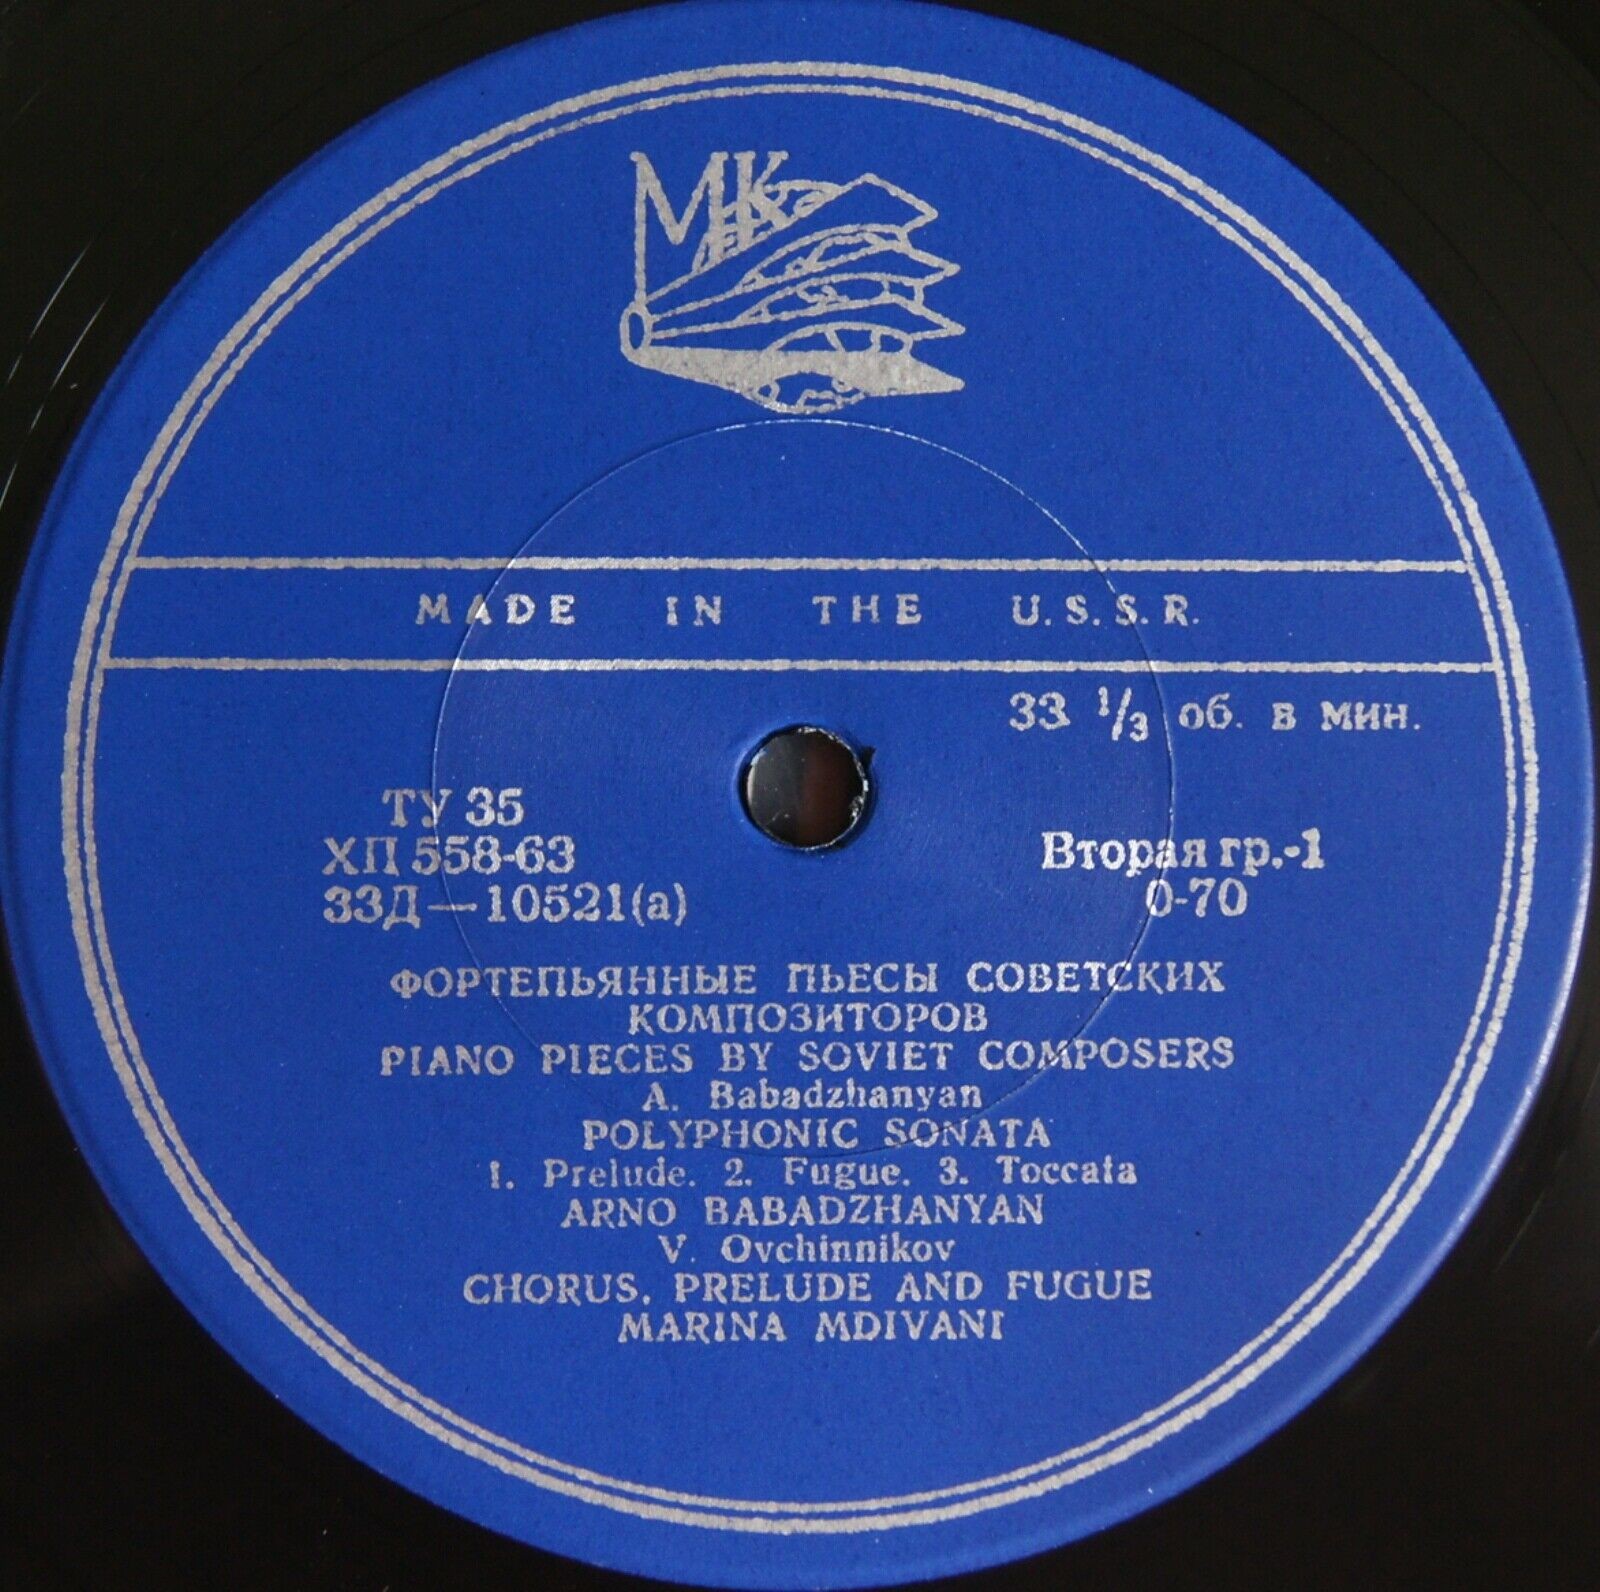 МК
MADE IN THE U.S.S.R.
33 1/3 об. в мин.
ТУ 35
ХП 558-63
33Д—10521(а)
Вторая гр.-1
0-70
ФОРТЕПЬЯННЫЕ ПЬЕСЫ СОВЕТСКИХ
КОМПОЗИТОРОВ
PIANO PIECES BY SOVIET COMPOSERS
A. Babadzhanyan
POLYPHONIC SONATA
1. Prelude. 2. Fugue. 3. Toccata
ARNO BABADZHANYAN
V. Ovchinnikov
CHORUS, PRELUDE AND FUGUE
MARINA MDIVANI